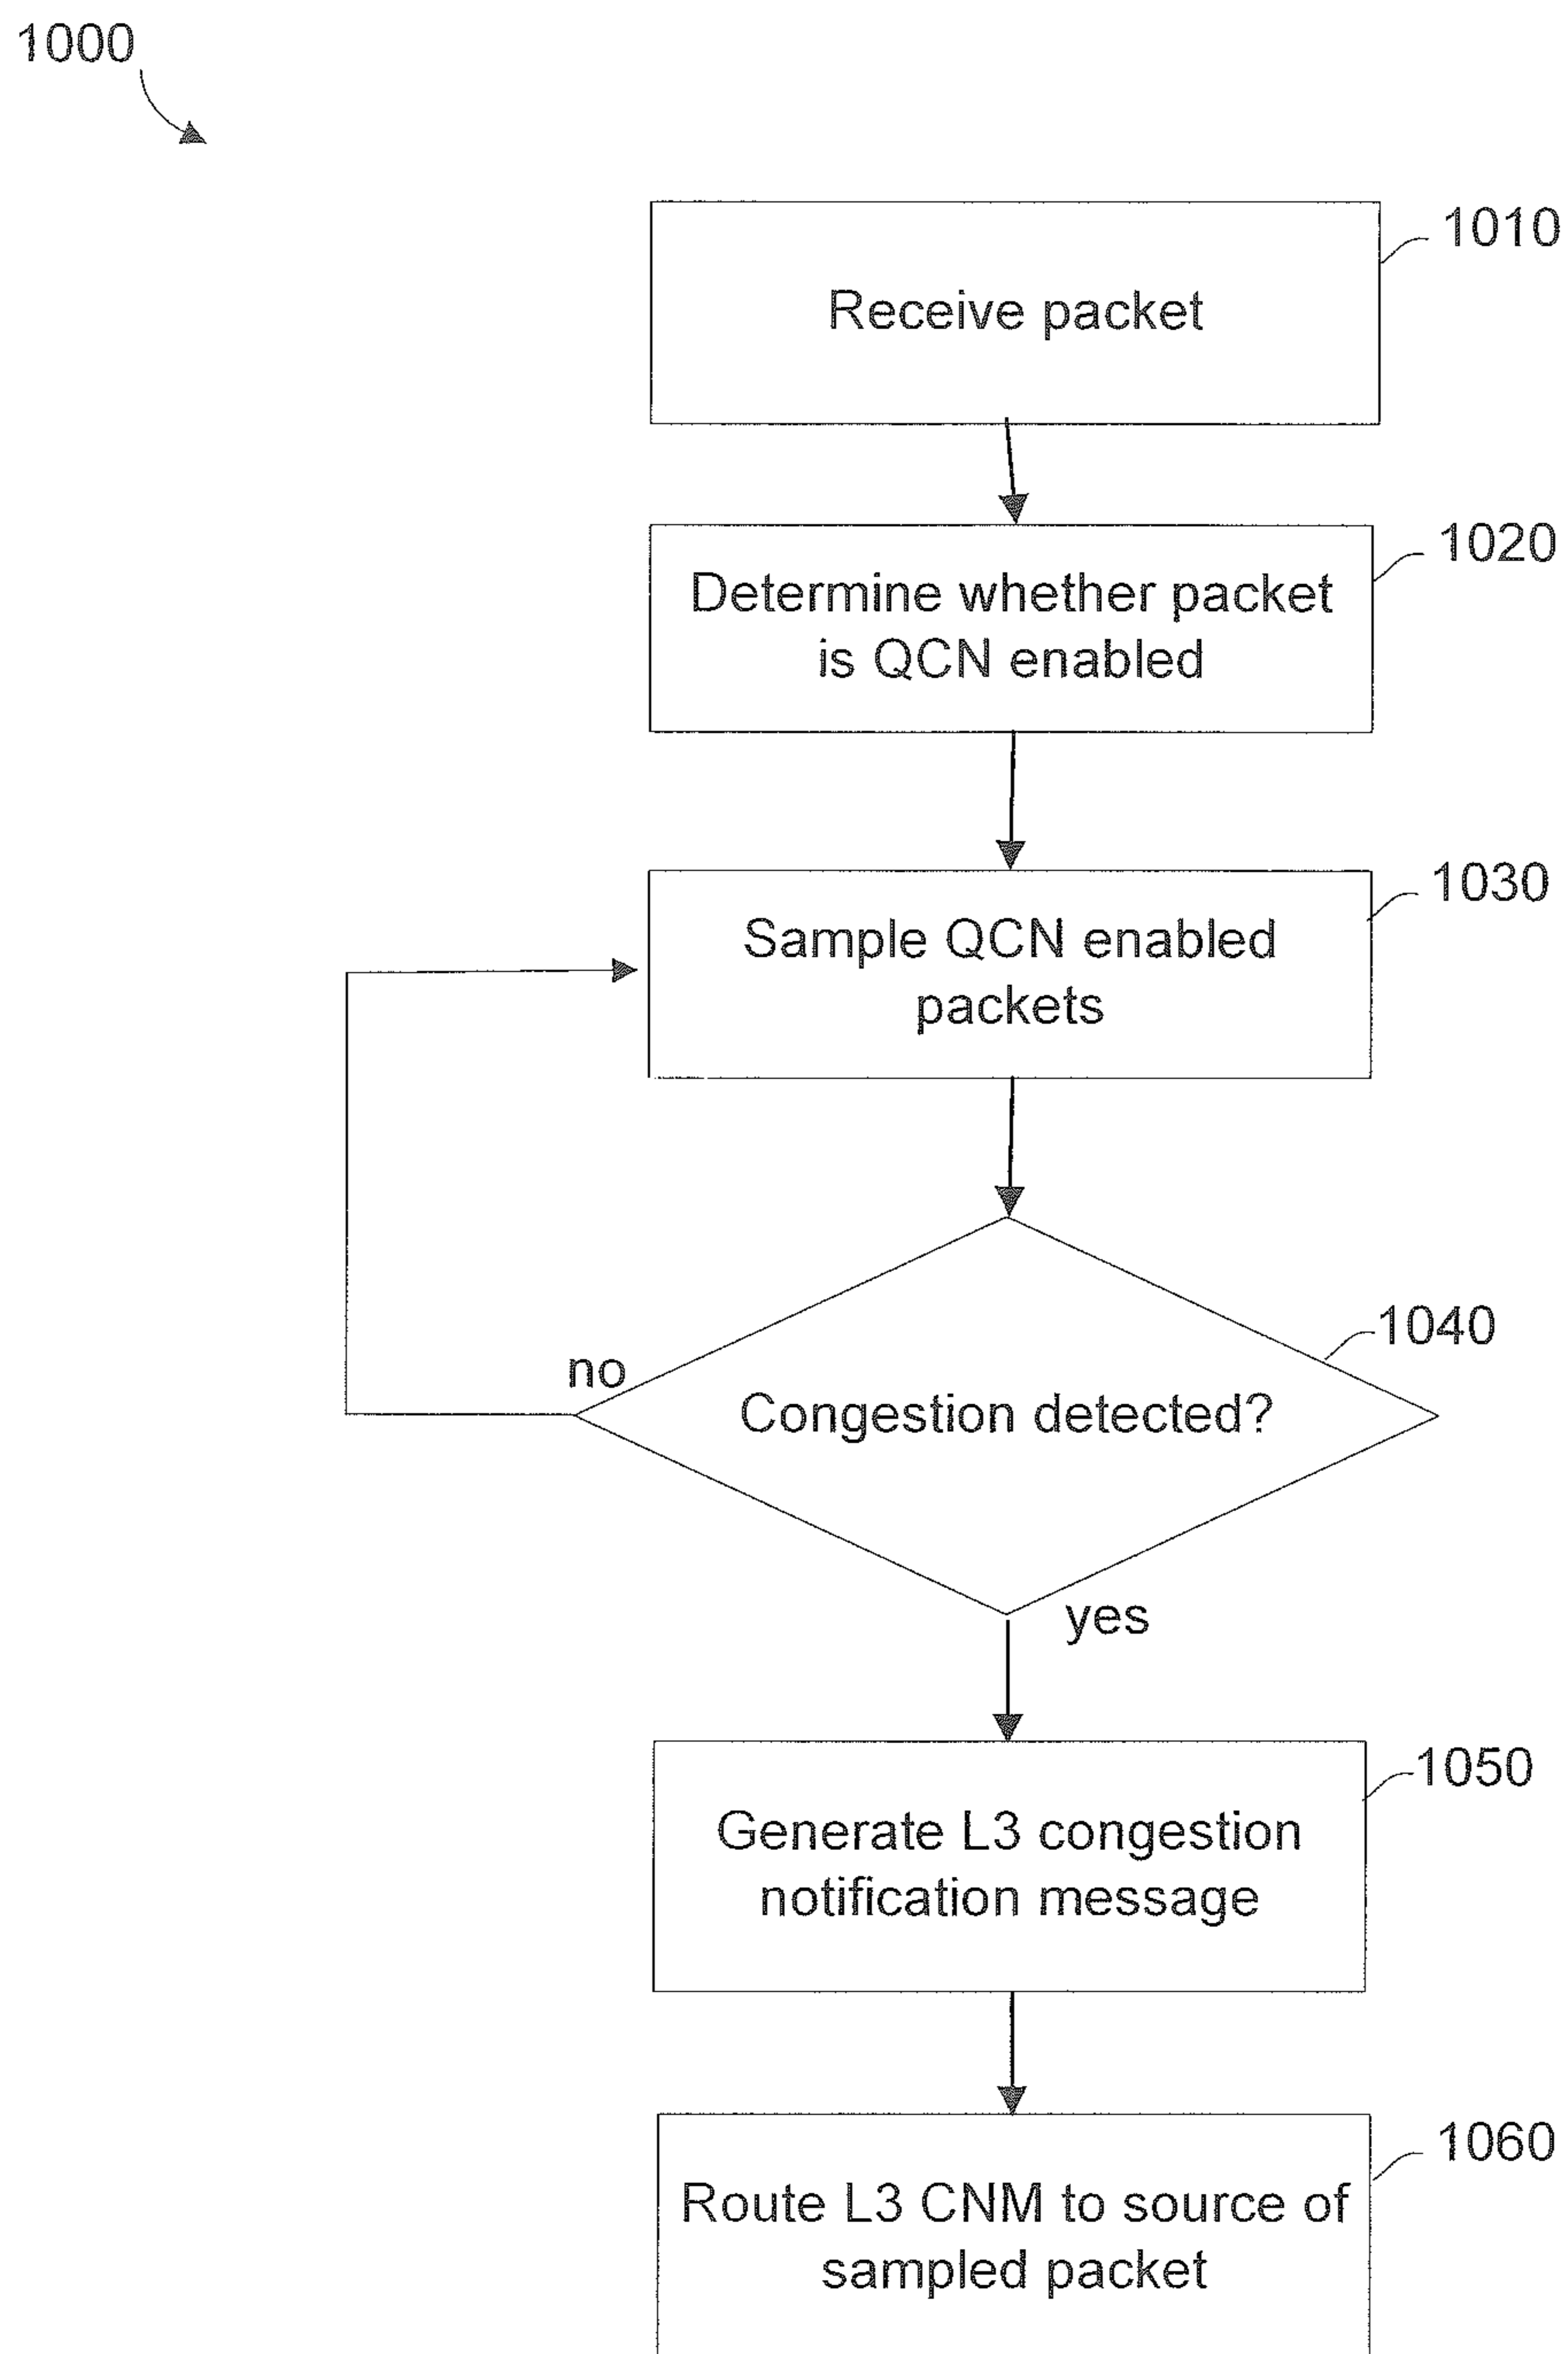 1000
1010
Receive packet
1020
Determine whether packet
is QCN enabled
1030
Sample QCN enabled
packets
1040
no
Congestion detected?
yes
1050
Generate L3 congestion
notification message
1060
Route L3 CNM to source of
sampled packet